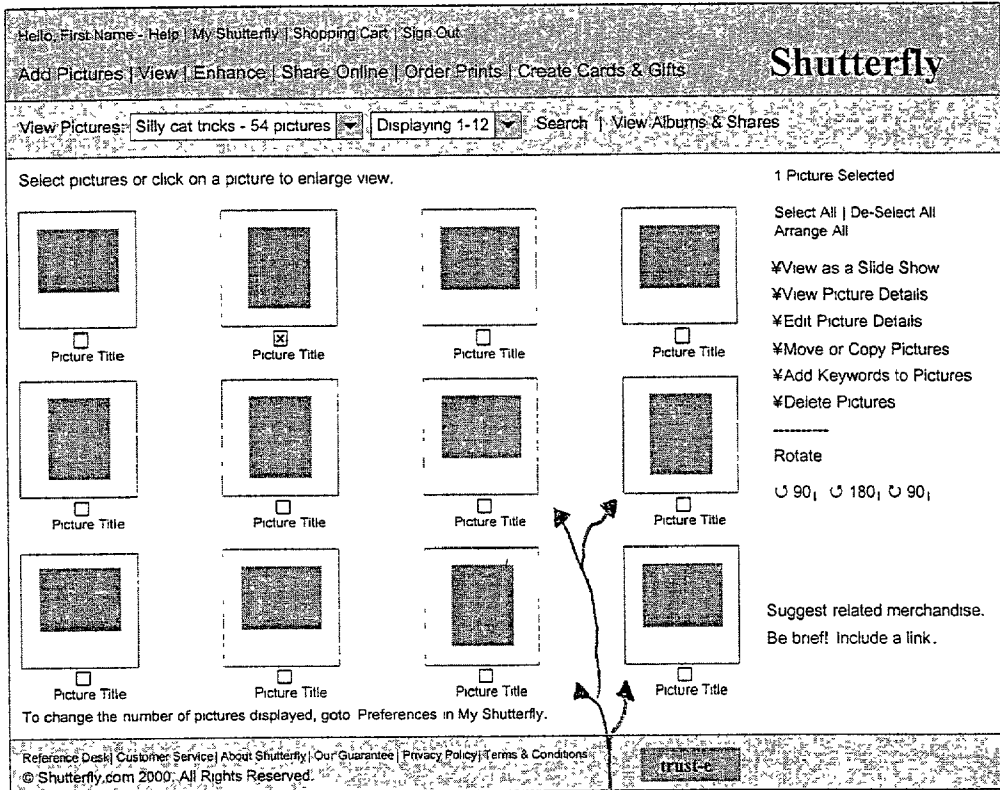 Hello, First Name - Help | My Shutterfly | Shopping Cart | Sign Out
Add Pictures | View | Enhance | Share Online | Order Prints | Create Cards & Gifts
Shutterfly
View Pictures: Silly cat tricks - 54 pictures Displaying 1-12 Search | View Albums & Shares
Select pictures or click on a picture to enlarge view.
1 Picture Selected
Select All | De-Select All
Arrange All
¥View as a Slide Show
¥View Picture Details
¥Edit Picture Details
¥Move or Copy Pictures
¥Add Keywords to Pictures
¥Delete Pictures
----------
Rotate
↺ 90¡ ↺ 180¡ ↻ 90¡
Picture Title Picture Title Picture Title Picture Title
Picture Title Picture Title Picture Title Picture Title
Picture Title Picture Title Picture Title Picture Title
Suggest related merchandise.
Be brief! Include a link.
To change the number of pictures displayed, goto Preferences in My Shutterfly.
Reference Desk | Customer Service | About Shutterfly | Our Guarantee | Privacy Policy | Terms & Conditions
© Shutterfly.com 2000. All Rights Reserved.
trust-e